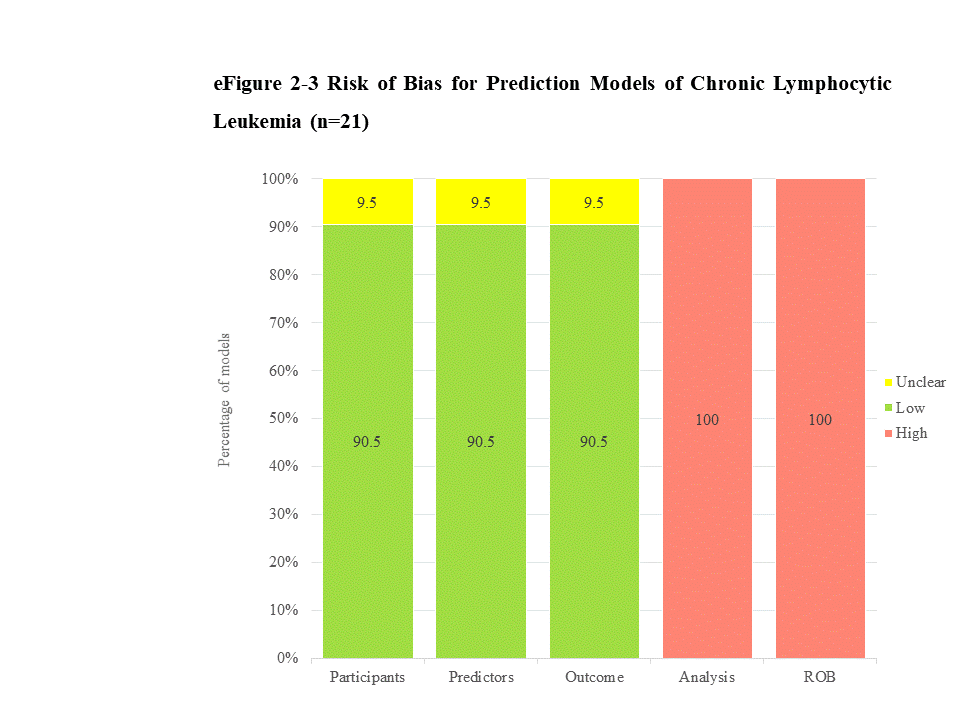 eFigure 2-3 Risk of Bias for Prediction Models of Chronic Lymphocytic
Leukemia (n=21)
100%
90%
80%
70%
60%
50%
40%
30%
20%
10%
0%
Percentage of models
9.5
9.5
9.5
90.5
90.5
90.5
100
100
Participants
Predictors
Outcome
Analysis
ROB
Unclear
Low
High